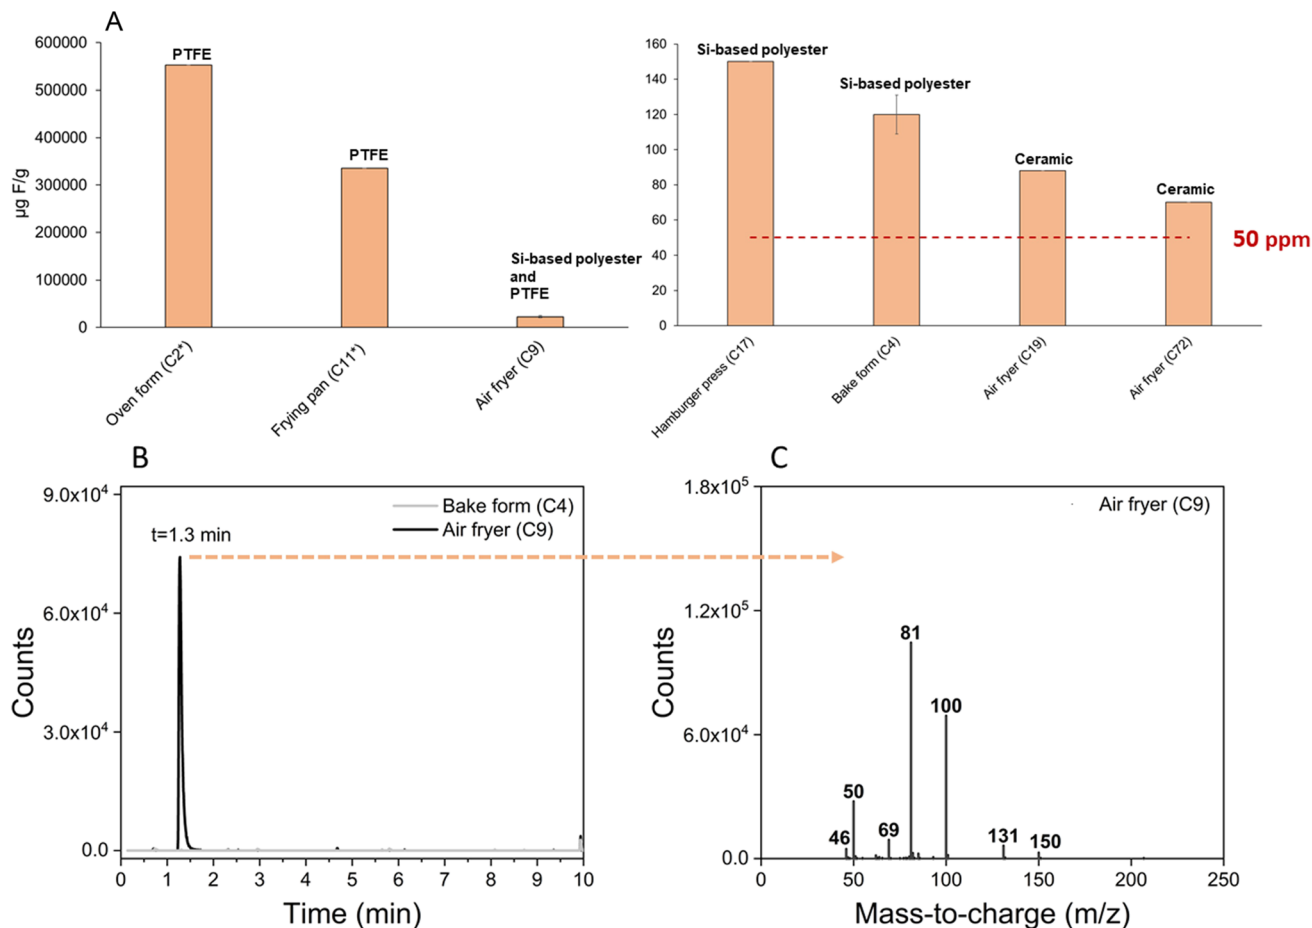 A
600000
500000
400000
300000
200000
100000
0
µg F/g
PTFE
PTFE
Si-based polyester
and
PTFE
Oven form (C2*)
Frying pan (C11*)
Air fryer (C9)
160
140
120
100
80
60
40
20
0
Si-based polyester
Si-based polyester
Ceramic
Ceramic
50 ppm
Hamburger press (C17)
Bake form (C4)
Air fryer (C19)
Air fryer (C72)
B
9.0x10⁴
6.0x10⁴
3.0x10⁴
0.0
Counts
Bake form (C4)
Air fryer (C9)
t=1.3 min
0 1 2 3 4 5 6 7 8 9 10
Time (min)
C
1.8x10⁵
1.2x10⁵
6.0x10⁴
0.0
Counts
Air fryer (C9)
46
50
69
81
100
131
150
0 50 100 150 200 250
Mass-to-charge (m/z)